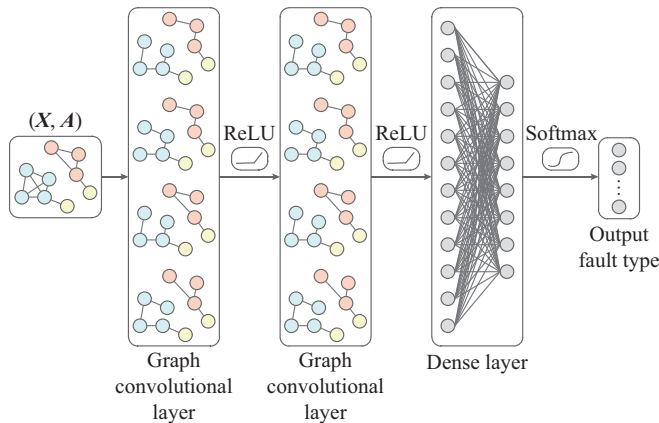 (X, A)
ReLU
ReLU
Softmax
Graph
convolutional
layer
Graph
convolutional
layer
Dense layer
Output
fault type